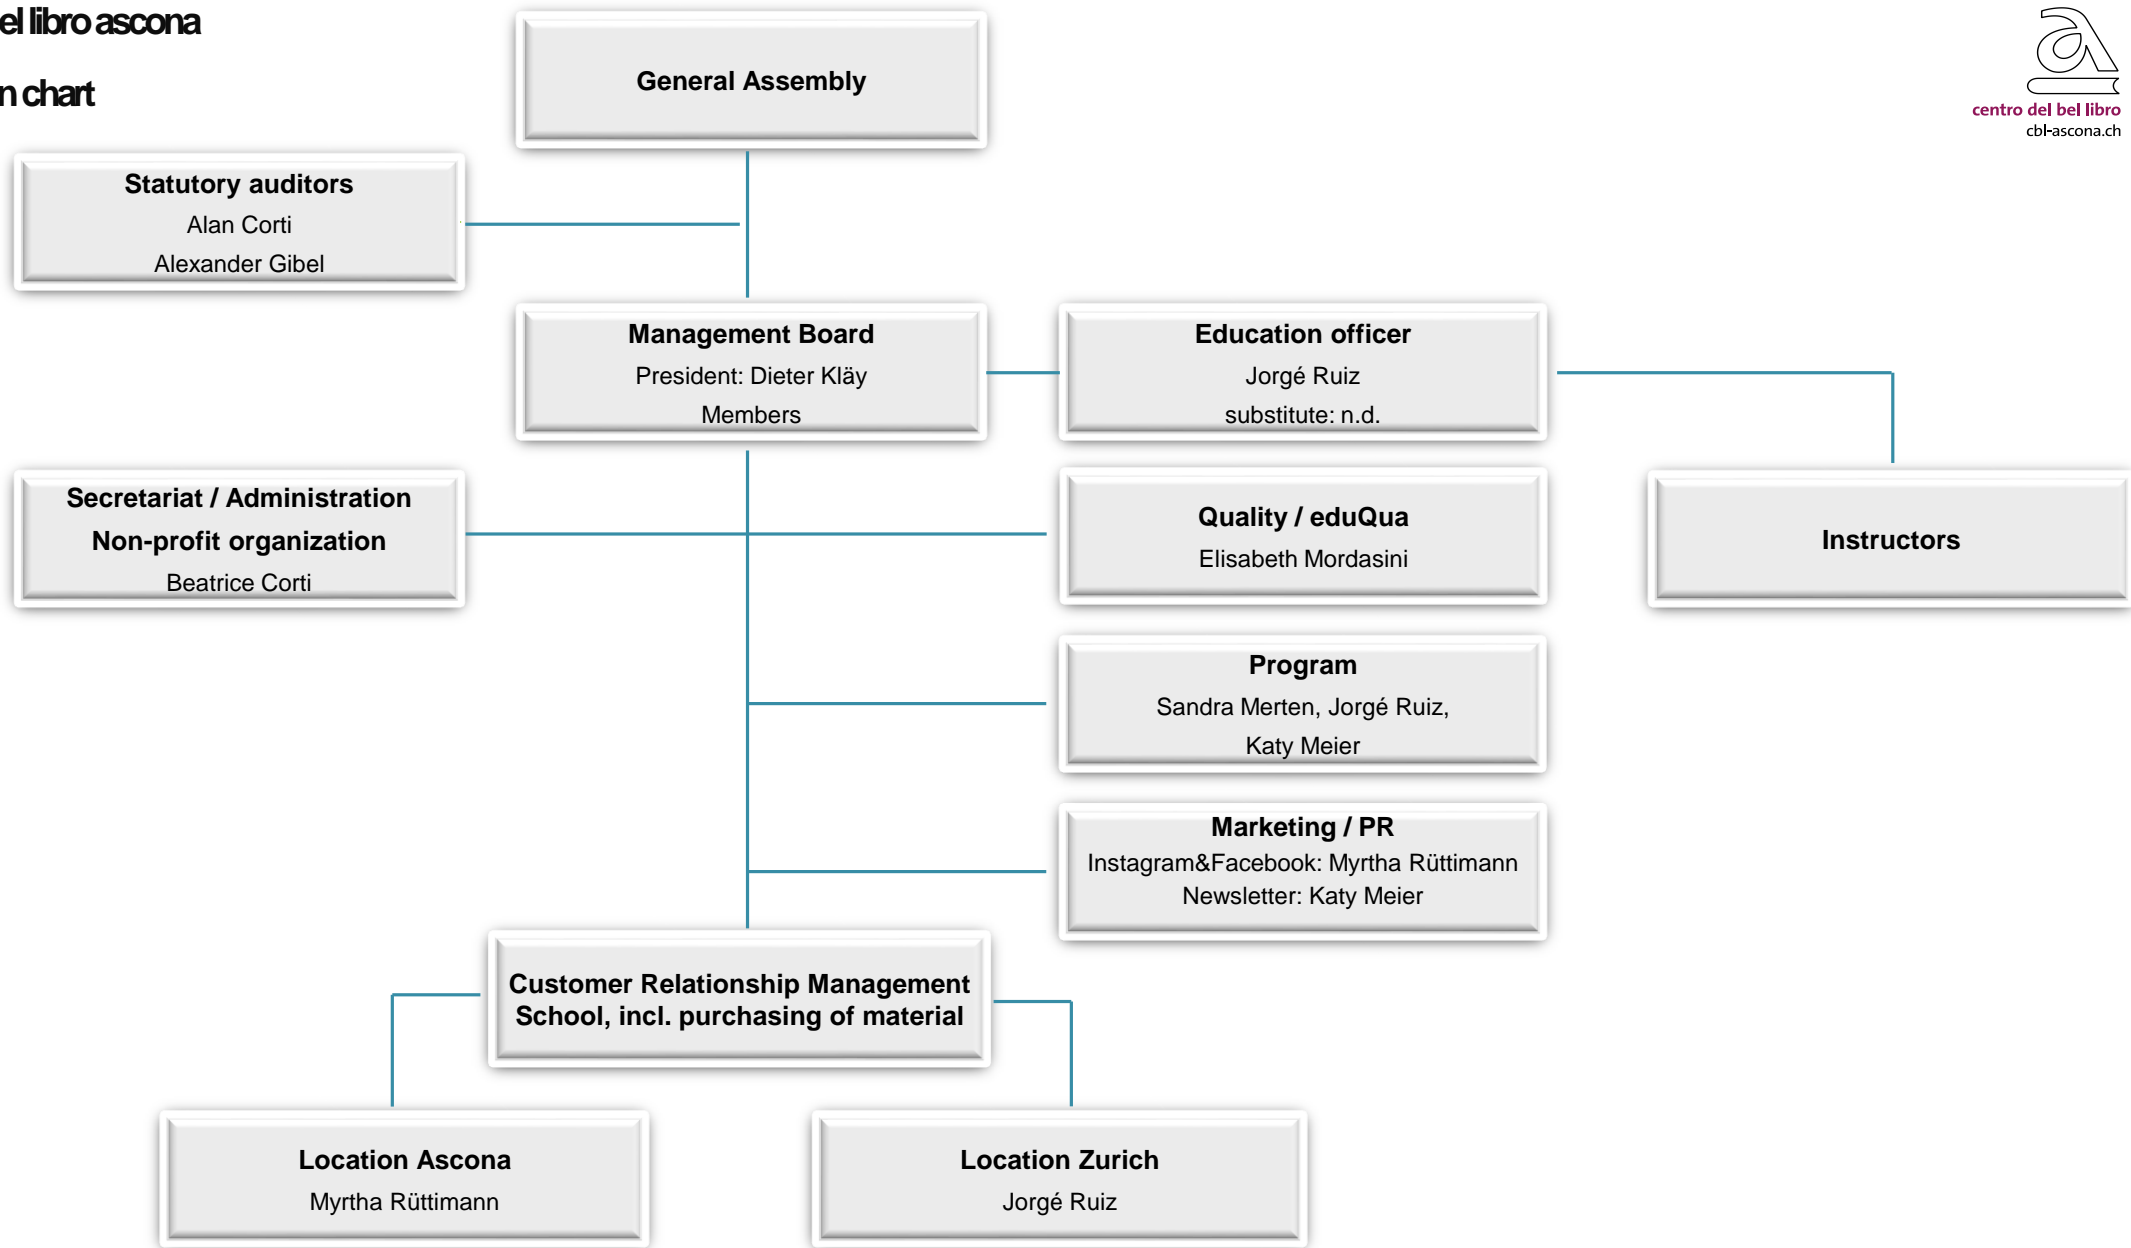 el libro ascona
n chart
centro del bel libro
cbl-ascona.ch
General Assembly
Statutory auditors
Alan Corti
Alexander Gibel
Management Board
President: Dieter Kläy
Members
Education officer
Jorgé Ruiz
substitute: n.d.
Secretariat / Administration
Non-profit organization
Beatrice Corti
Quality / eduQua
Elisabeth Mordasini
Instructors
Program
Sandra Merten, Jorgé Ruiz,
Katy Meier
Marketing / PR
Instagram&Facebook: Myrtha Rüttimann
Newsletter: Katy Meier
Customer Relationship Management
School, incl. purchasing of material
Location Ascona
Myrtha Rüttimann
Location Zurich
Jorgé Ruiz